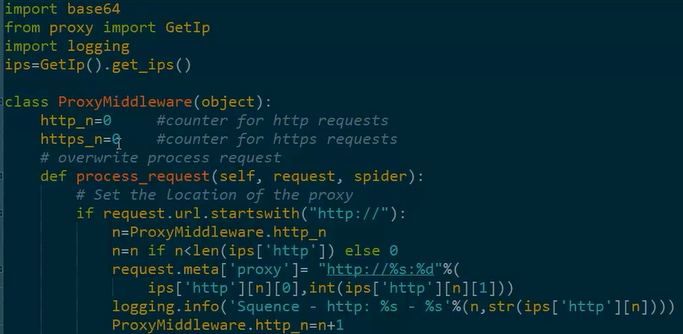 import base64
from proxy import GetIp
import logging
ips=GetIp().get_ips()
class ProxyMiddleware(object):
http_n=0 #counter for http requests
https_n=0 #counter for https requests
# overwrite process request
def process_request(self, request, spider):
# Set the location of the proxy
if request.url.startswith("http://"):
n=ProxyMiddleware.http_n
n=n if n<len(ips['http']) else 0
request.meta['proxy']= "http://%s:%d"%(
ips['http'][n][0],int(ips['http'][n][1]))
logging.info('Squence - http: %s - %s'%(n,str(ips['http'][n])))
ProxyMiddleware.http_n=n+1